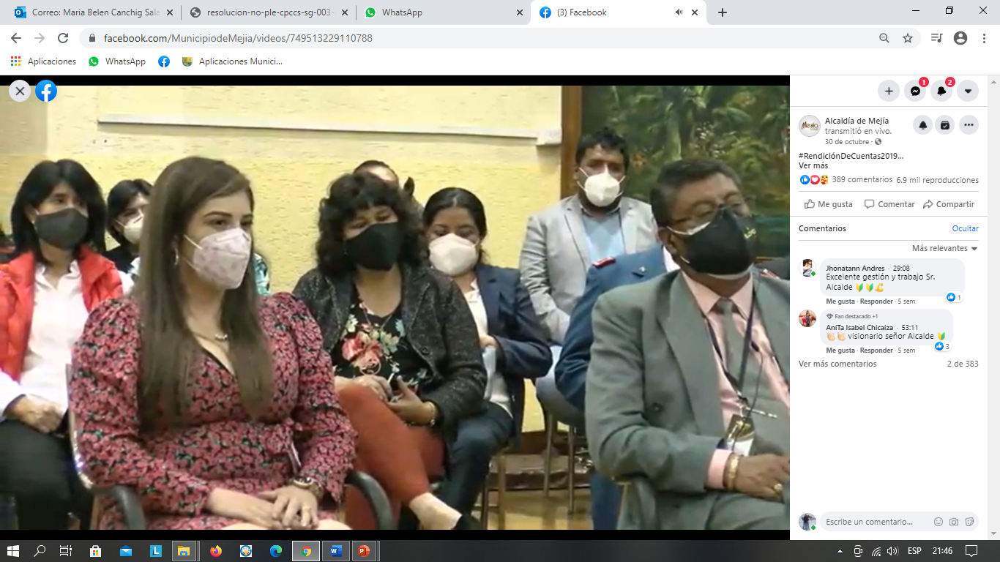 Correo: Maria Belen Canchig Sala
resolucion-no-ple-cpccs-sg-003-
WhatsApp
(3) Facebook
facebook.com/MunicipiodeMejia/videos/749513229110788
Aplicaciones
WhatsApp
Aplicaciones Munici...
1
2
Alcaldía de Mejía
transmitió en vivo.
30 de octubre ·
#RendiciónDeCuentas2019...
Ver más
389 comentarios 6.9 mil reproducciones
Me gusta
Comentar
Compartir
Comentarios
Ocultar
Más relevantes
Jhonatann Andres · 29:08
Excelente gestión y trabajo Sr.
Alcalde
1
Me gusta · Responder · 5 sem
Fan destacado +1
AniTa Isabel Chicaiza · 53:11
visionario señor Alcalde
3
Me gusta · Responder · 5 sem
Ver más comentarios
2 de 383
Escribe un comentario...
ESP
21:46